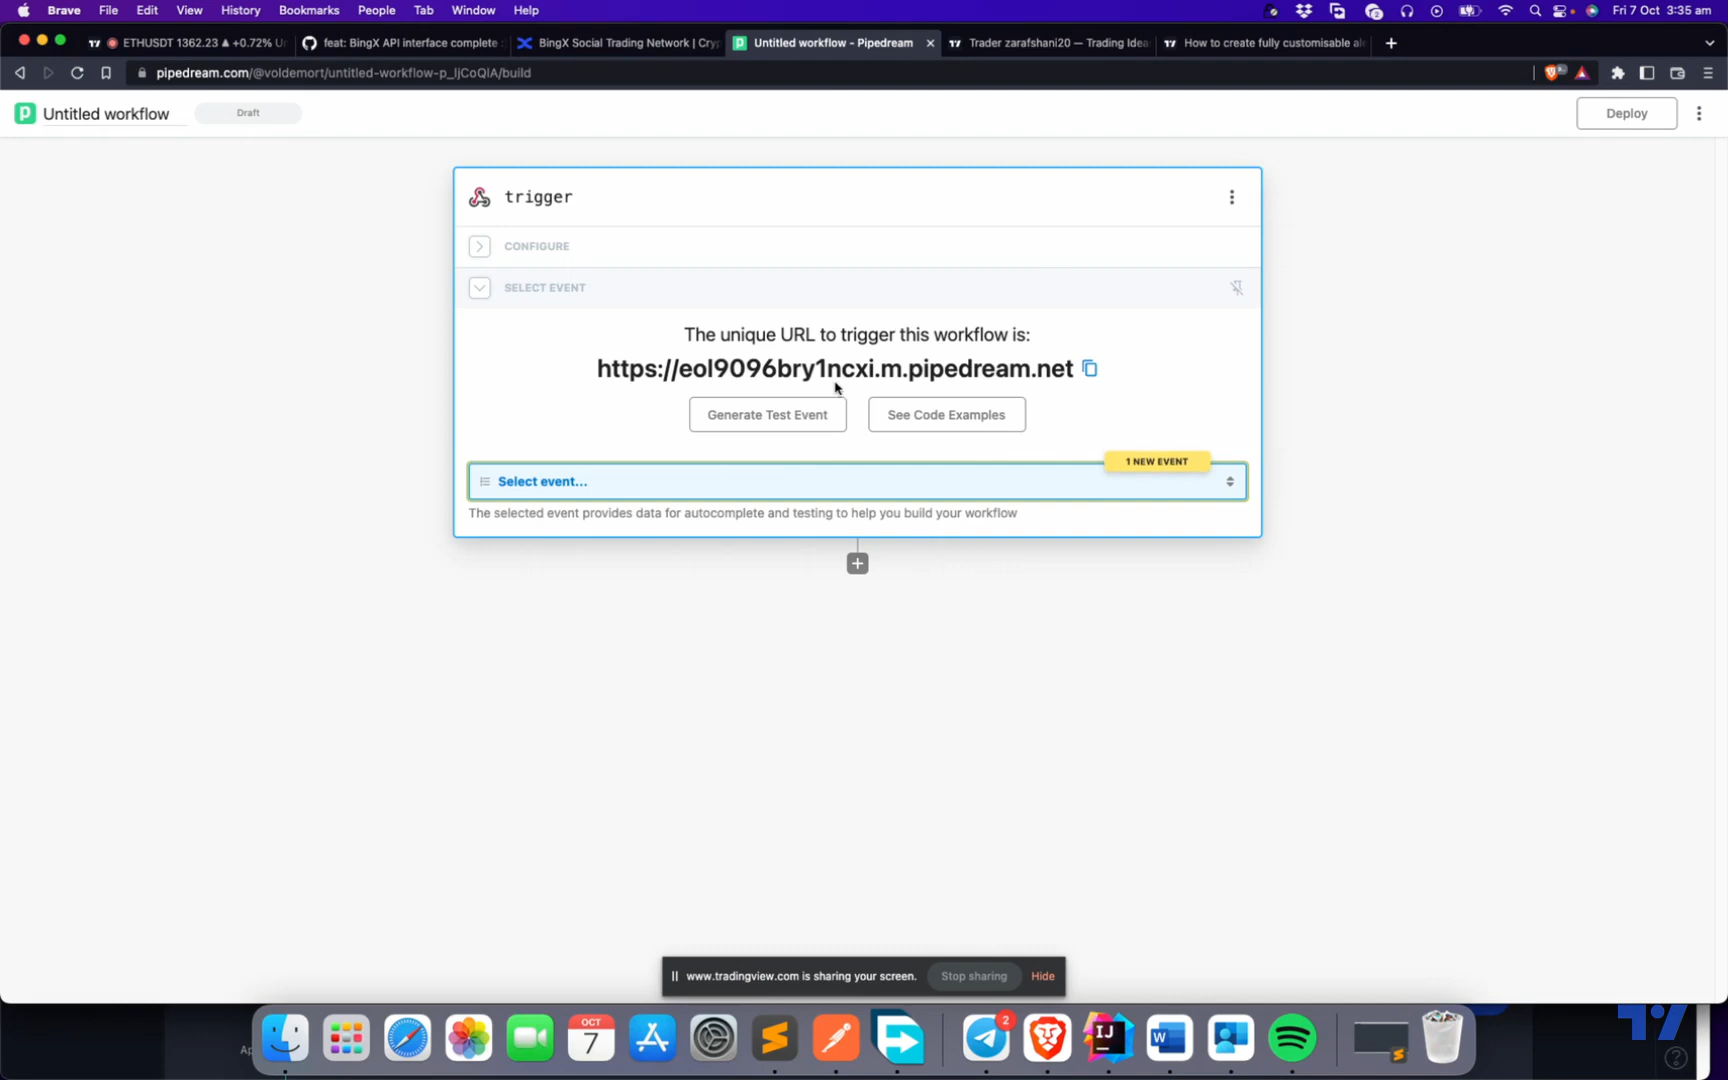 Brave File Edit View History Bookmarks People Tab Window Help 2 Fri 7 Oct 3:35 am
ETHUSDT 1362.23 ▲ +0.72% feat: BingX API interface complete BingX Social Trading Network | Cry Untitled workflow - Pipedream Trader zarafshani20 — Trading Idea How to create fully customisable al
pipedream.com/@voldemort/untitled-workflow-p_ljCoQlA/build
Untitled workflow Draft Deploy
trigger
CONFIGURE
SELECT EVENT
The unique URL to trigger this workflow is:
https://eol9096bry1ncxi.m.pipedream.net
Generate Test Event See Code Examples
1 NEW EVENT
Select event...
The selected event provides data for autocomplete and testing to help you build your workflow
www.tradingview.com is sharing your screen. Stop sharing Hide
OCT
7
2
IJ
W
Ap